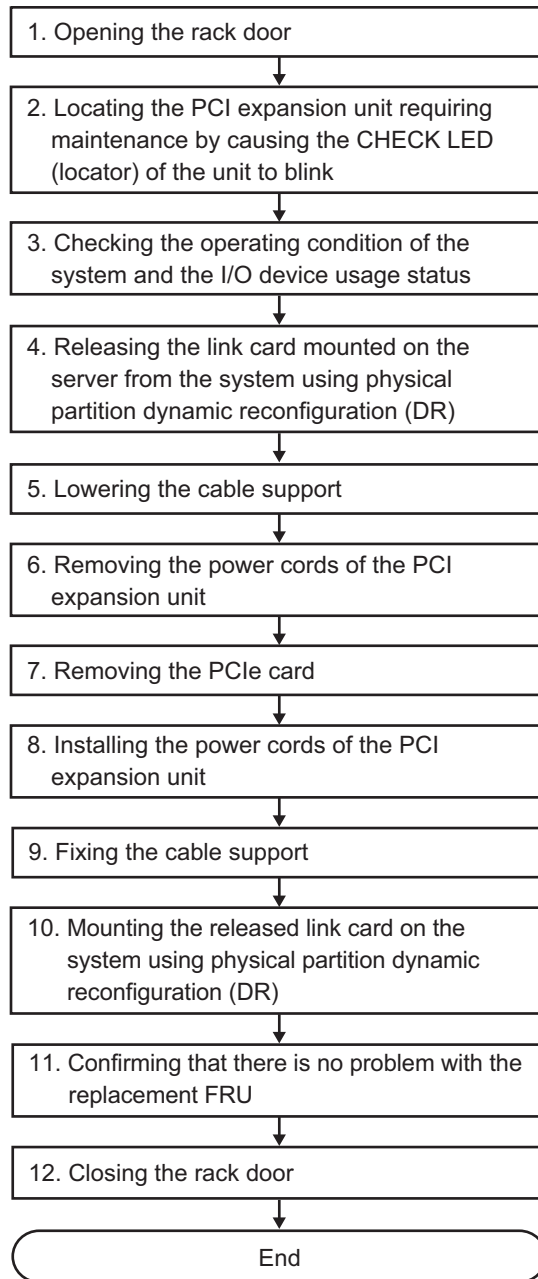 1. Opening the rack door
2. Locating the PCI expansion unit requiring
maintenance by causing the CHECK LED
(locator) of the unit to blink
3. Checking the operating condition of the
system and the I/O device usage status
4. Releasing the link card mounted on the
server from the system using physical
partition dynamic reconfiguration (DR)
5. Lowering the cable support
6. Removing the power cords of the PCI
expansion unit
7. Removing the PCIe card
8. Installing the power cords of the PCI
expansion unit
9. Fixing the cable support
10. Mounting the released link card on the
system using physical partition dynamic
reconfiguration (DR)
11. Confirming that there is no problem with the
replacement FRU
12. Closing the rack door
End